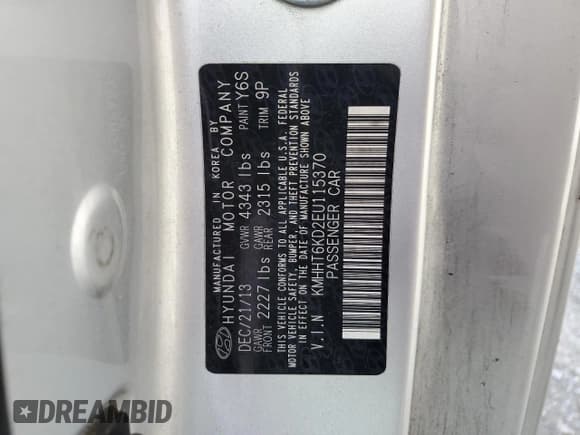 MANUFACTURED IN KOREA BY
HYUNDAI MOTOR COMPANY
DEC/21/13 GVWR 4343 lbs PAINT Y6S
GAWR FRONT 2227 lbs GAWR REAR 2315 lbs TRIM 9P
THIS VEHICLE CONFORMS TO ALL APPLICABLE U.S.A. FEDERAL
MOTOR VEHICLE SAFETY, BUMPER, AND THEFT PREVENTION STANDARDS
IN EFFECT ON THE DATE OF MANUFACTURE SHOWN ABOVE
V.I.N KMHHT6KD2EU115370
PASSENGER CAR
DREAMBID